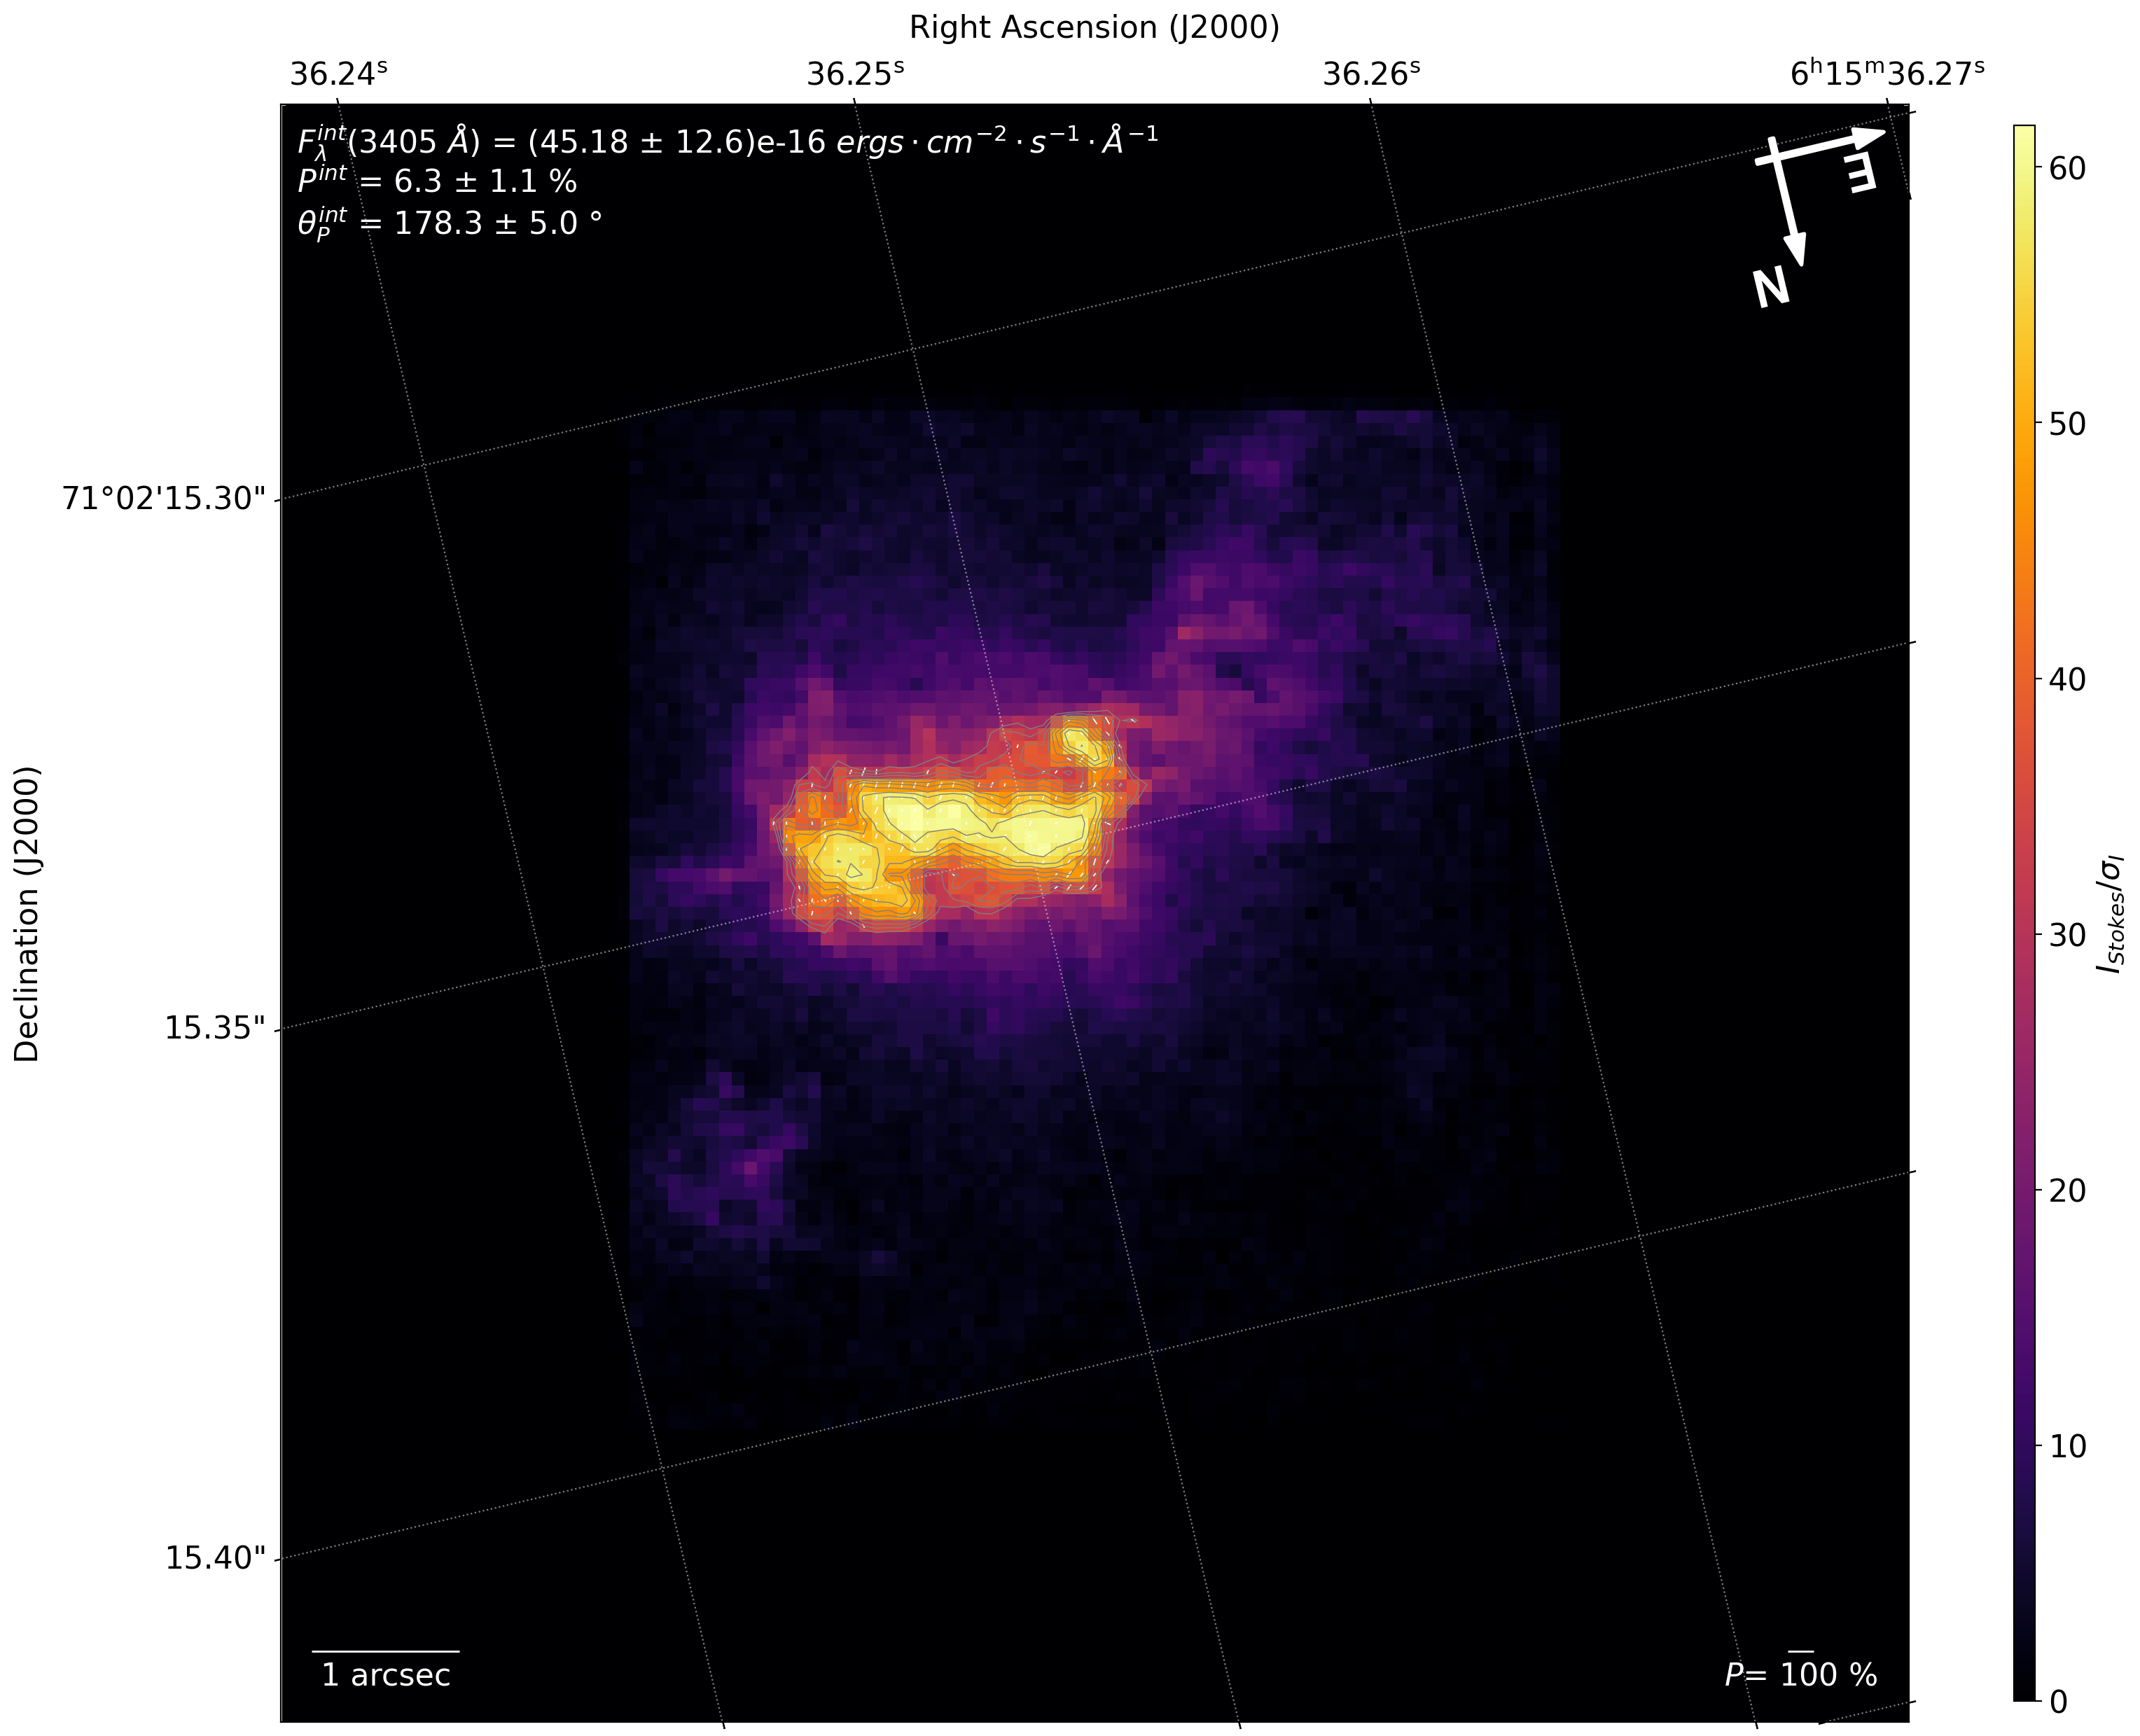 Right Ascension (J2000)
36.24ˢ 36.25ˢ 36.26ˢ 6ʰ15ᵐ36.27ˢ
F_λ^int(3405 Å) = (45.18 ± 12.6)e-16 ergs · cm⁻² · s⁻¹ · Å⁻¹
P^int = 6.3 ± 1.1 %
θ_P^int = 178.3 ± 5.0 °
E
N
71°02'15.30"
15.35"
15.40"
Declination (J2000)
1 arcsec
P= 100 %
60
50
40
30
20
10
0
I_Stokes/σ_I